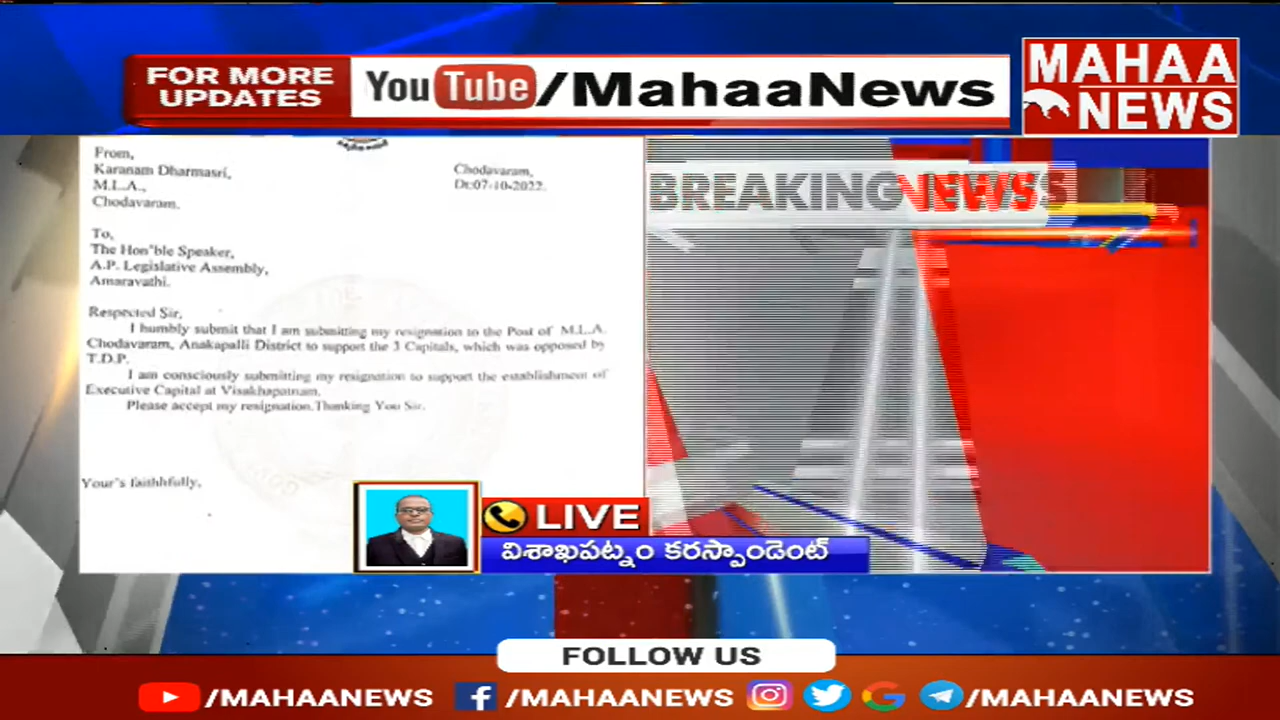 FOR MORE
UPDATES
YouTube/MahaaNews
MAHAA
NEWS
From,
Karanam Dharmasri,
M.L.A.,
Chodavaram.
Chodavaram,
Dt:07-10-2022.
To,
The Hon'ble Speaker,
A.P. Legislative Assembly,
Amaravathi.
Respected Sir,
I humbly submit that I am submitting my resignation to the Post of M.L.A.
Chodavaram, Anakapalli District to support the 3 Capitals, which was opposed by
T.D.P.
I am consciously submitting my resignation to support the establishment of
Executive Capital at Visakhapatnam.
Please accept my resignation.Thanking You Sir.
Your's faithhfully,
BREAKING NEWS
LIVE
విశాఖపట్నం కరస్పాండెంట్
FOLLOW US
/MAHAANEWS
/MAHAANEWS
/MAHAANEWS